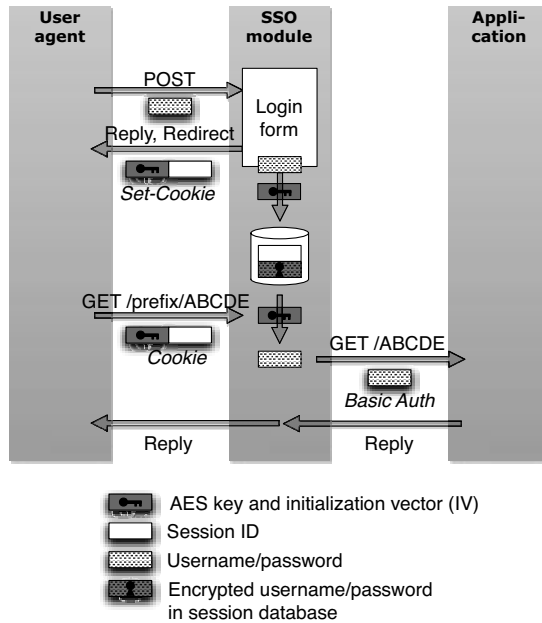 User
agent
SSO
module
Appli-
cation
POST
Login
form
Reply, Redirect
Set-Cookie
GET /prefix/ABCDE
Cookie
GET /ABCDE
Basic Auth
Reply
Reply
AES key and initialization vector (IV)
Session ID
Username/password
Encrypted username/password
in session database